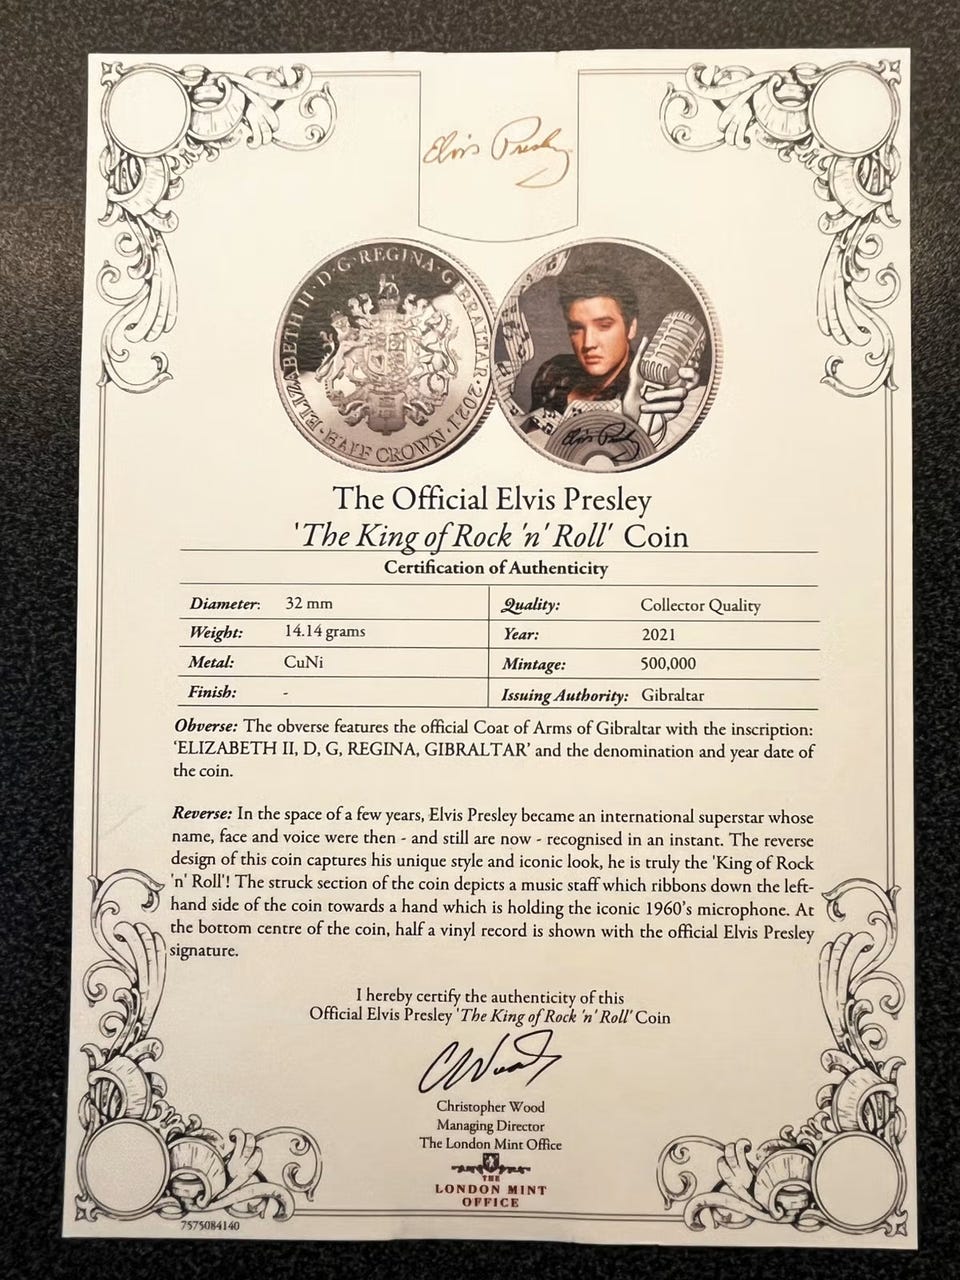 Elvis Presley
ELIZABETH II · D · G · REGINA · GIBRALTAR · 2021 ·
· HALF CROWN ·
Elvis Presley
The Official Elvis Presley
'The King of Rock 'n' Roll' Coin
Certification of Authenticity
Diameter: 32 mm Quality: Collector Quality
Weight: 14.14 grams Year: 2021
Metal: CuNi Mintage: 500,000
Finish: - Issuing Authority: Gibraltar
Obverse: The obverse features the official Coat of Arms of Gibraltar with the inscription:
'ELIZABETH II, D, G, REGINA, GIBRALTAR' and the denomination and year date of
the coin.
Reverse: In the space of a few years, Elvis Presley became an international superstar whose
name, face and voice were then - and still are now - recognised in an instant. The reverse
design of this coin captures his unique style and iconic look, he is truly the 'King of Rock
'n' Roll'! The struck section of the coin depicts a music staff which ribbons down the left-
hand side of the coin towards a hand which is holding the iconic 1960's microphone. At
the bottom centre of the coin, half a vinyl record is shown with the official Elvis Presley
signature.
I hereby certify the authenticity of this
Official Elvis Presley 'The King of Rock 'n' Roll' Coin
C Wood
Christopher Wood
Managing Director
The London Mint Office
THE
LONDON MINT
OFFICE
7575084140